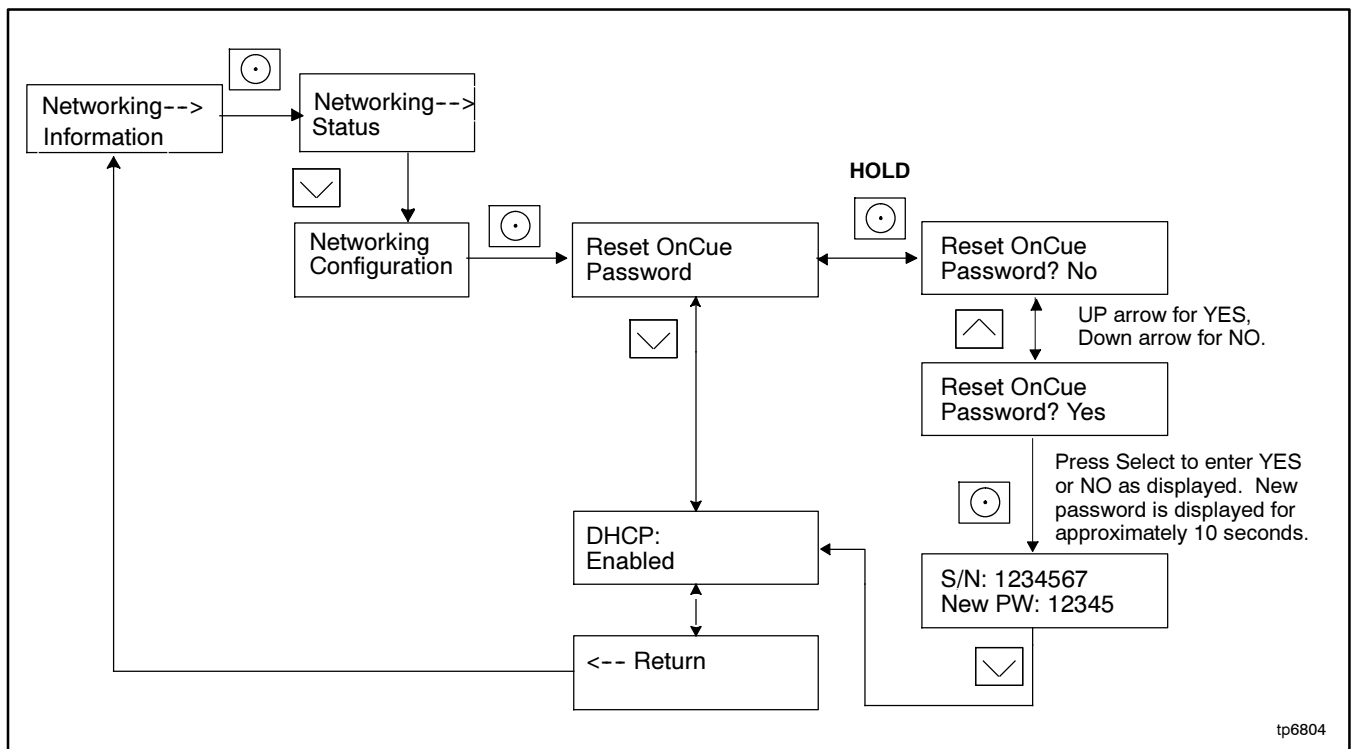 Networking-->
Information
Networking-->
Status
Networking
Configuration
Reset OnCue
Password
HOLD
Reset OnCue
Password? No
UP arrow for YES,
Down arrow for NO.
Reset OnCue
Password? Yes
Press Select to enter YES
or NO as displayed. New
password is displayed for
approximately 10 seconds.
DHCP:
Enabled
S/N: 1234567
New PW: 12345
<-- Return
tp6804